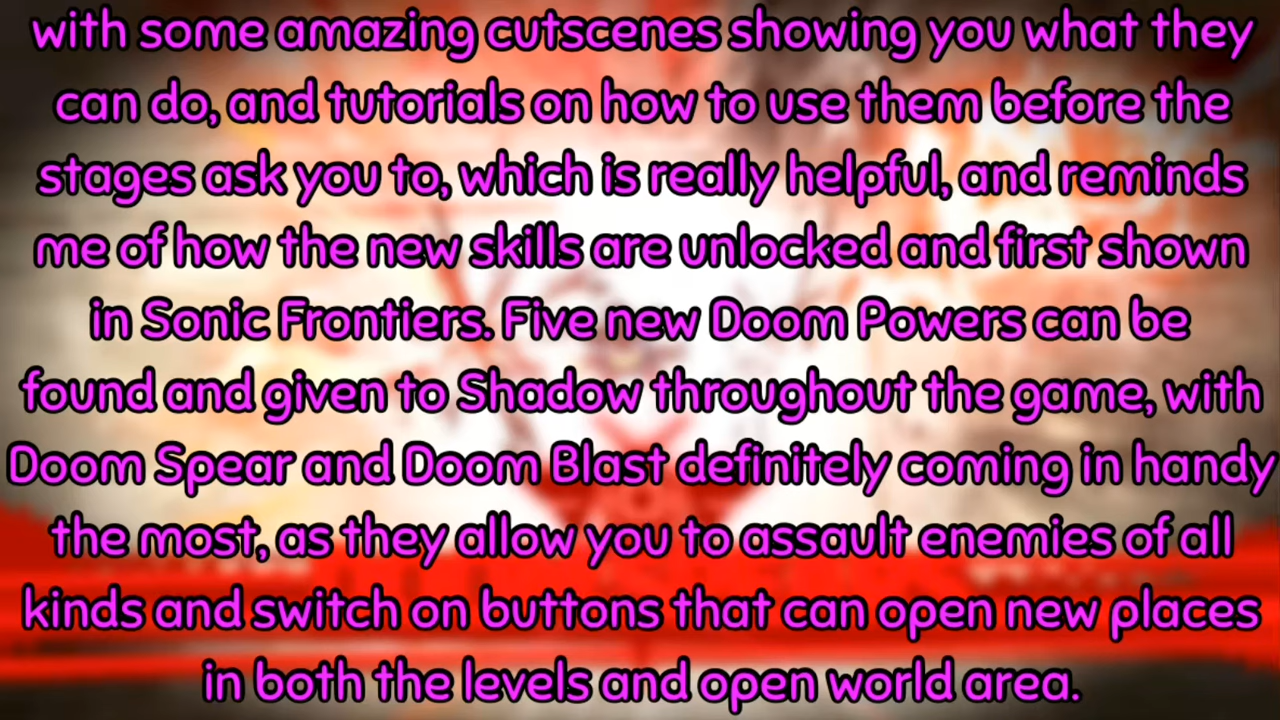 with some amazing cutscenes showing you what they
can do, and tutorials on how to use them before the
stages ask you to, which is really helpful, and reminds
me of how the new skills are unlocked and first shown
in Sonic Frontiers. Five new Doom Powers can be
found and given to Shadow throughout the game, with
Doom Spear and Doom Blast definitely coming in handy
the most, as they allow you to assault enemies of all
kinds and switch on buttons that can open new places
in both the levels and open world area.